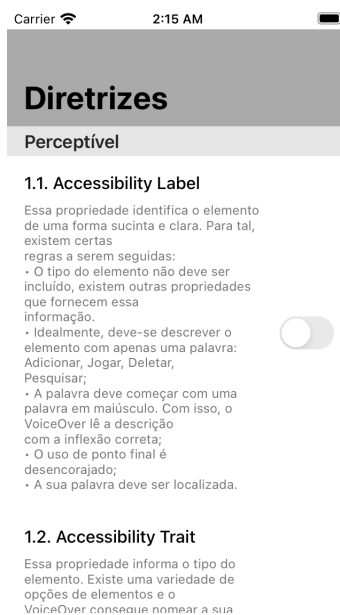 Carrier 2:15 AM
Diretrizes
Perceptível
1.1. Accessibility Label
Essa propriedade identifica o elemento
de uma forma sucinta e clara. Para tal,
existem certas
regras a serem seguidas:
• O tipo do elemento não deve ser
incluído, existem outras propriedades
que fornecem essa
informação.
• Idealmente, deve-se descrever o
elemento com apenas uma palavra:
Adicionar, Jogar, Deletar,
Pesquisar;
• A palavra deve começar com uma
palavra em maiúsculo. Com isso, o
VoiceOver lê a descrição
com a inflexão correta;
• O uso de ponto final é
desencorajado;
• A sua palavra deve ser localizada.
1.2. Accessibility Trait
Essa propriedade informa o tipo do
elemento. Existe uma variedade de
opções de elementos e o
VoiceOver consegue nomear a sua